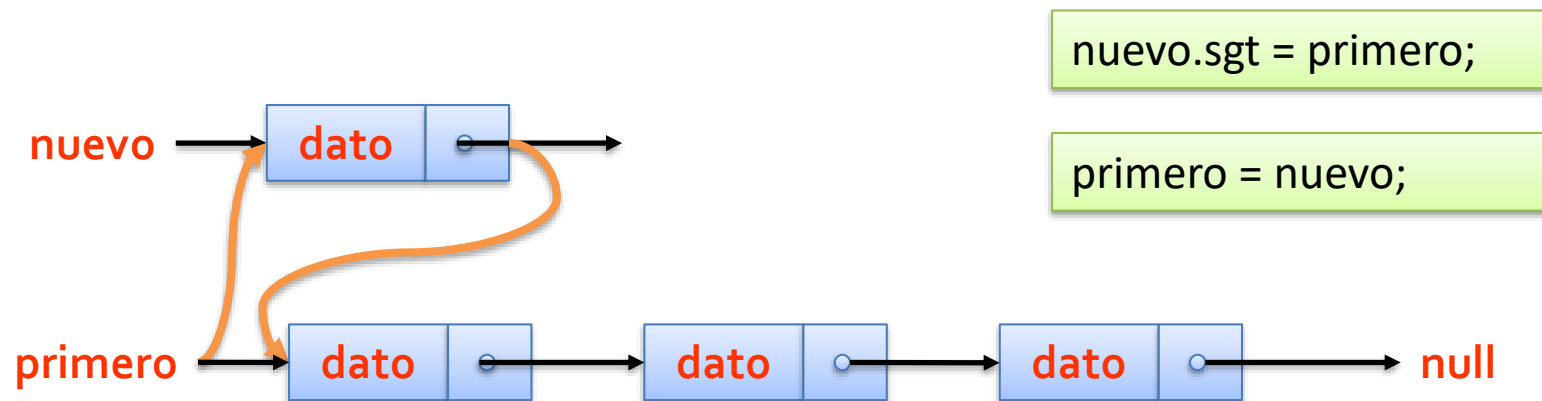 nuevo.sgt = primero;
nuevo dato
primero = nuevo;
primero dato dato dato null